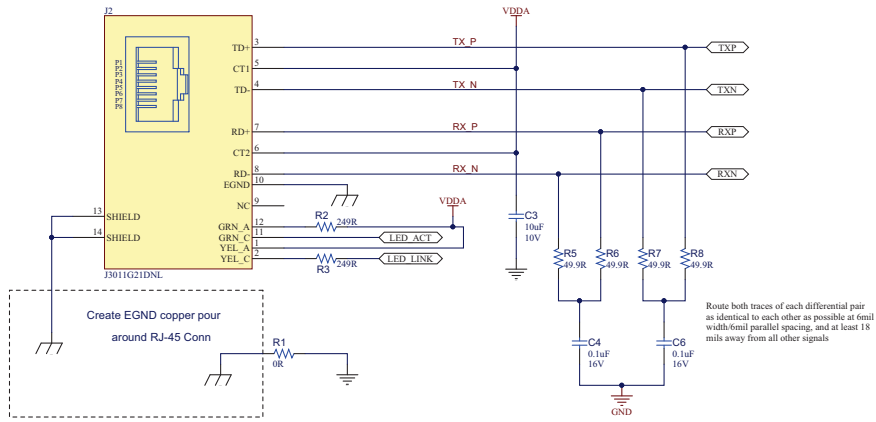 J2
VDDA
P1
P2
P3
P4
P5
P6
P7
P8
TD+
3
TX_P
TXP
CT1
5
TD-
4
TX_N
TXN
RD+
7
RX_P
RXP
CT2
6
RD-
8
RX_N
RXN
EGND
10
NC
9
VDDA
13
SHIELD
14
SHIELD
GRN_A
12
R2
249R
GRN_C
11
LED_ACT
YEL_A
1
YEL_C
2
R3
249R
LED_LINK
J3011G21DNL
C3
10uF
10V
R5
49.9R
R6
49.9R
R7
49.9R
R8
49.9R
Create EGND copper pour
around RJ-45 Conn
R1
0R
C4
0.1uF
16V
C6
0.1uF
16V
GND
Route both traces of each differential pair
as identical to each other as possible at 6mil
width/6mil parallel spacing, and at least 18
mils away from all other signals